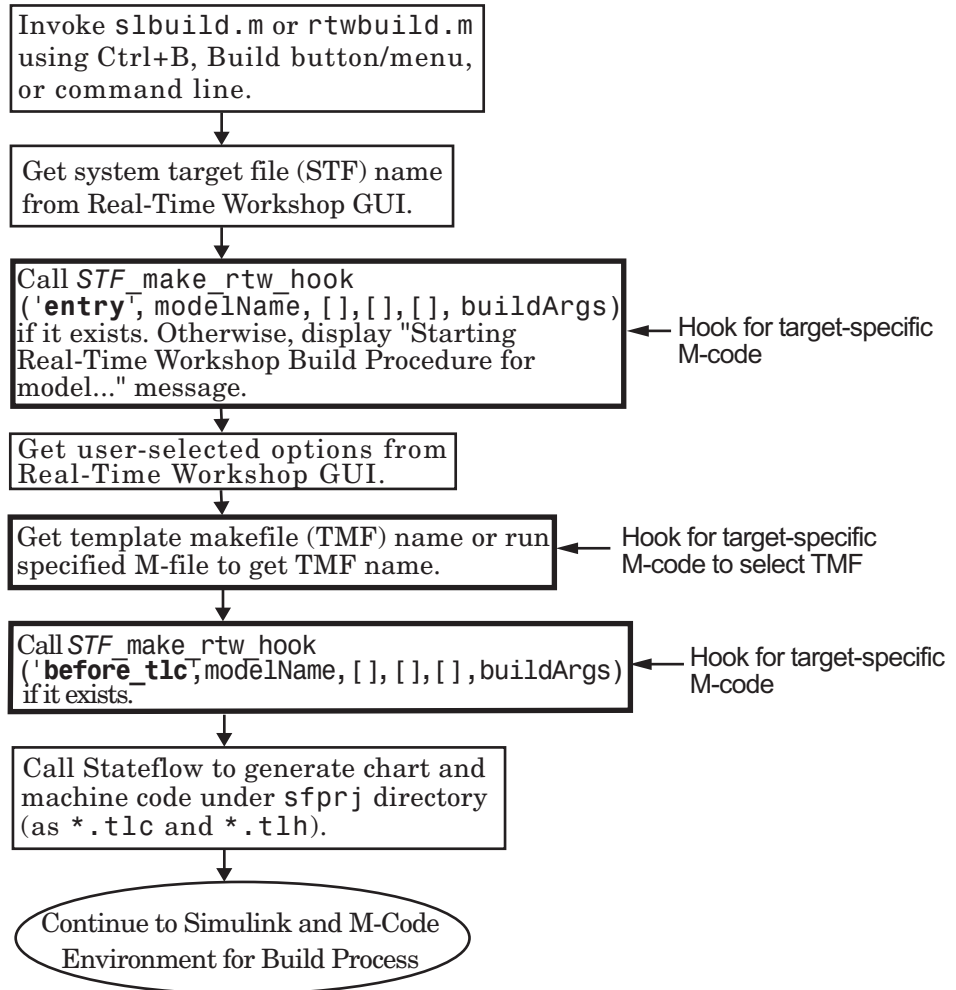 Invoke slbuild.m or rtwbuild.m
using Ctrl+B, Build button/menu,
or command line.
Get system target file (STF) name
from Real-Time Workshop GUI.
Call STF_make_rtw_hook
('entry', modelName, [],[],[], buildArgs)
if it exists. Otherwise, display "Starting
Real-Time Workshop Build Procedure for
model..." message.
Hook for target-specific
M-code
Get user-selected options from
Real-Time Workshop GUI.
Get template makefile (TMF) name or run
specified M-file to get TMF name.
Hook for target-specific
M-code to select TMF
Call STF_make_rtw_hook
('before_tlc',modelName,[],[],[],buildArgs)
if it exists.
Hook for target-specific
M-code
Call Stateflow to generate chart and
machine code under sfprj directory
(as *.tlc and *.tlh).
Continue to Simulink and M-Code
Environment for Build Process